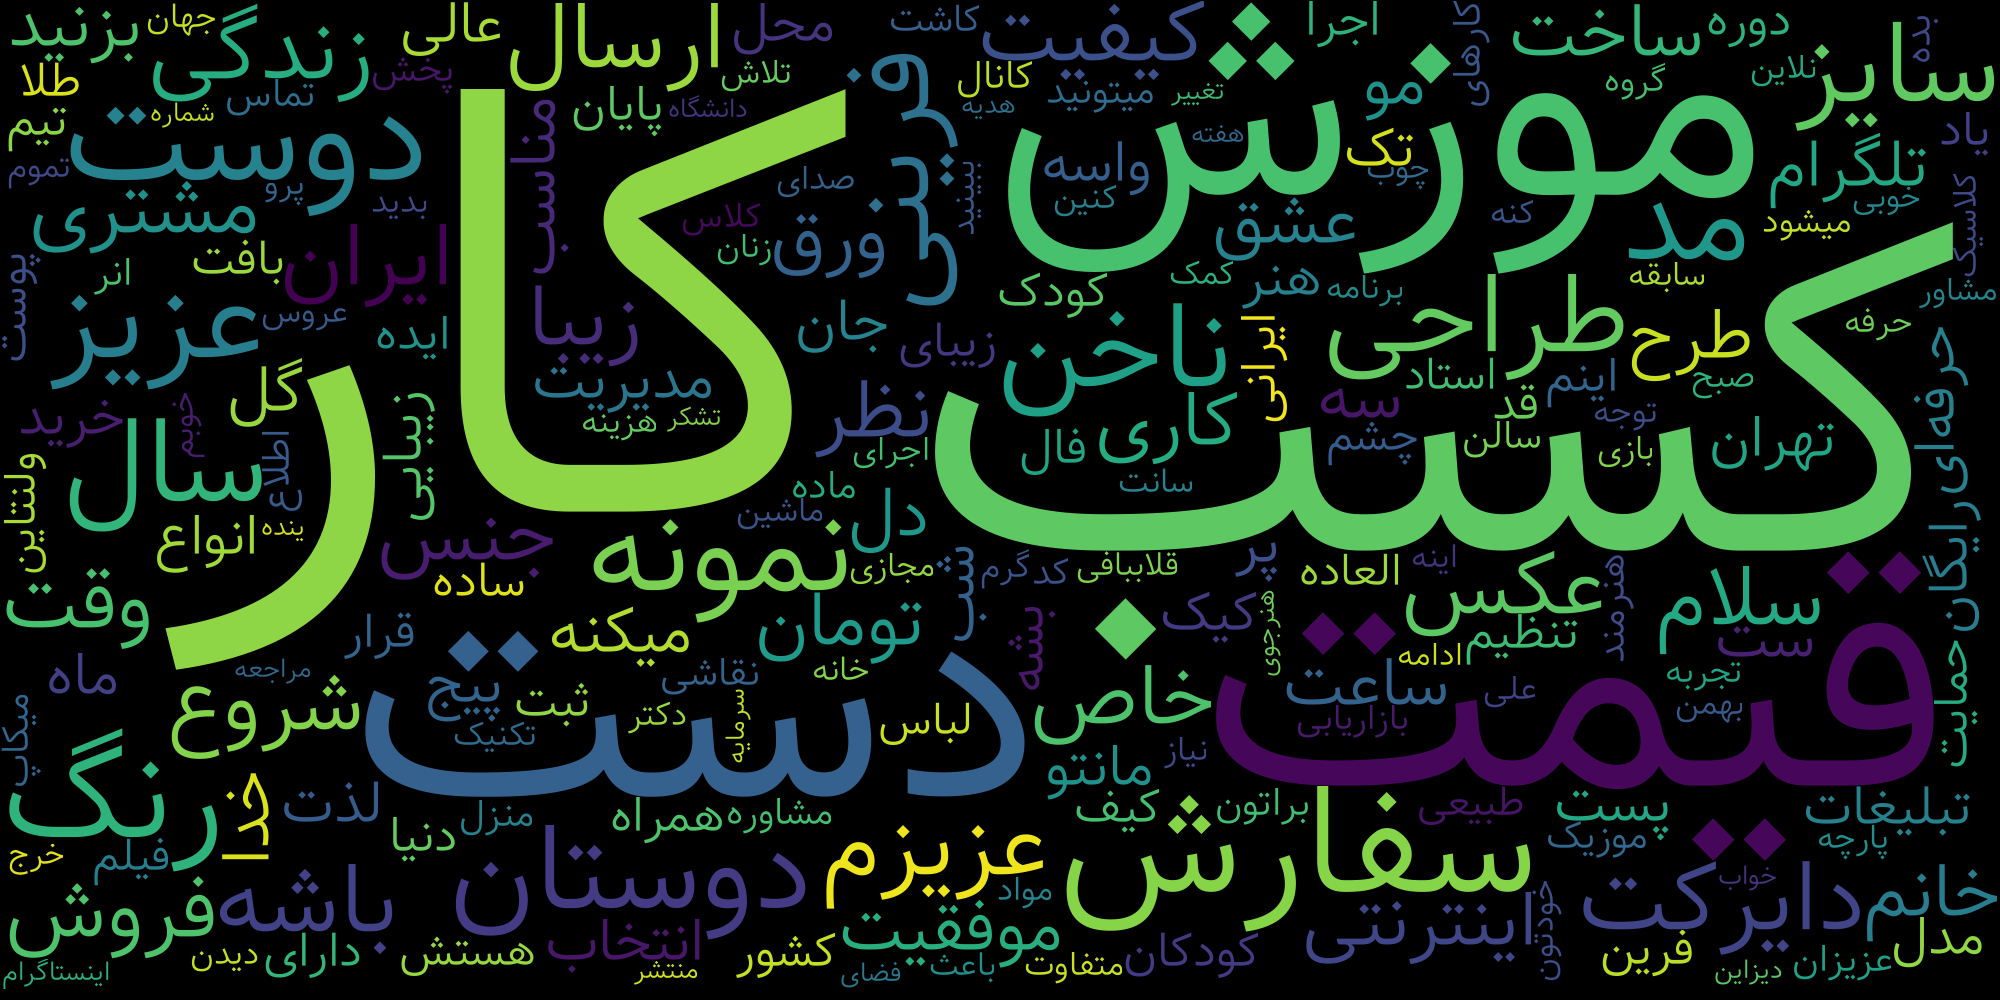 کار
کسب
قیمت
دست
موزش
سفارش
نمونه
دوستان
عزیزم
طراحی
ناخن
رنگ
سال
عزیز
دوست
زندگی
ارسال
کیفیت
ساخت
سایز
فرینی
دایرکت
اینترنتی
خانم
خاص
عکس
سلام
تومان
شروع
وقت
فروش
باشه
موفقیت
مد
مشتری
ایران
زیبا
مناسب
ورق
عشق
واسه
تلگرام
طرح
تهران
کاری
نظر
جنس
دل
ساعت
پیج
میکنه
انواع
خرید
گل
مدیریت
جان
زیبای
هنر
کودک
مو
تک
اجرا
دوره
عالی
محل
بزنید
جهان
طلا
تیم
تماس
شماره
پخش
تلاش
کاشت
کانال
میتونید
هدیه
تغییر
هفته
کارهای
گروه
نلاین
بده
یاد
خوبی
کلاسیک
میشود
چوب
کنه
کنین
ببینید
صدای
دانشگاه
پایان
کلاس
زنان
بدید
پرو
تموم
بافت
انر
پوست
عروس
ایده
هزینه
تشکر
زیبایی
خوبم
اطلاع
ولنتاین
ینده
ساده
قرار
ماه
مراجعه
میکاپ
نقاشی
خانه
ثبت
تکنیک
دکتر
سرمایه
لباس
لذت
خدا
دنیا
منزل
همراه
مشاوره
فیلم
خرج
اینستاگرام
دیدن
دارای
هستش
انتخاب
منتشر
کشور
فضای
باعث
متفاوت
کودکان
مواد
کیف
براتون
طبیعی
مانتو
نیاز
بازاریابی
علی
ادامه
هنرجوی
کیک
بشه
شب
گرم
کد
قلاببافی
مجازی
ماده
ماشین
اجرای
فال
سانت
پر
العاده
اینه
هنرمند
تنظیم
ست
تجربه
بهمن
حمایت
رایگان
حرفه‌ای
حرفه
مشاور
سابقه
برنامه
کمک
ایرانی
استاد
اینم
صبح
سه
چشم
قد
سالن
توجه
بازی
پست
موزیک
تبلیغات
پارچه
خواب
خودتون
فرین
دیزاین
عزیزان
مدل